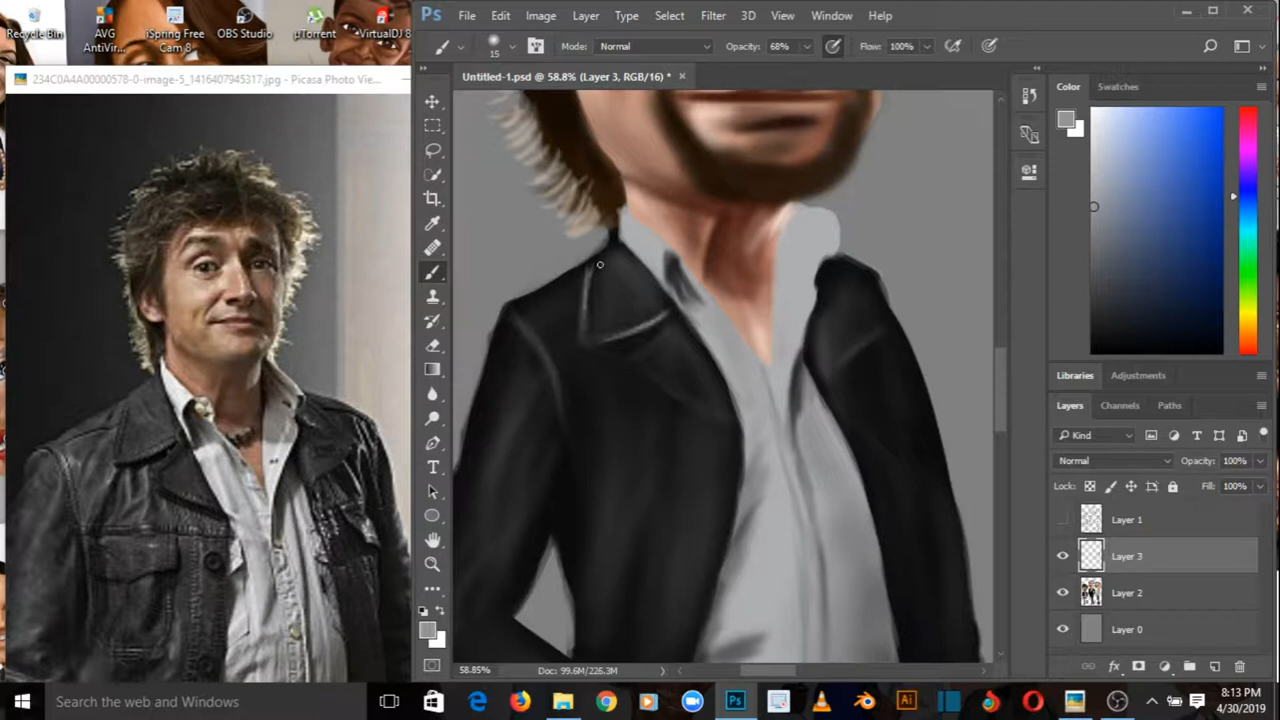 Recycle Bin
AVG AntiVir...
iSpring Free Cam 8
OBS Studio
µTorrent
VirtualDJ 8
234C0A4A00000578-0-image-5_1416407945317.jpg - Picasa Photo Vie...
Ps
File Edit Image Layer Type Select Filter 3D View Window Help
15
Mode: Normal
Opacity: 68%
Flow: 100%
Untitled-1.psd @ 58.8% (Layer 3, RGB/16) *
Color
Swatches
Libraries
Adjustments
Layers
Channels
Paths
Kind
Normal
Opacity: 100%
Lock:
Fill: 100%
Layer 1
Layer 3
Layer 2
Layer 0
fx
58.85%
Doc: 99.6M/226.3M
Search the web and Windows
Ps
Ai
8:13 PM
4/30/2019